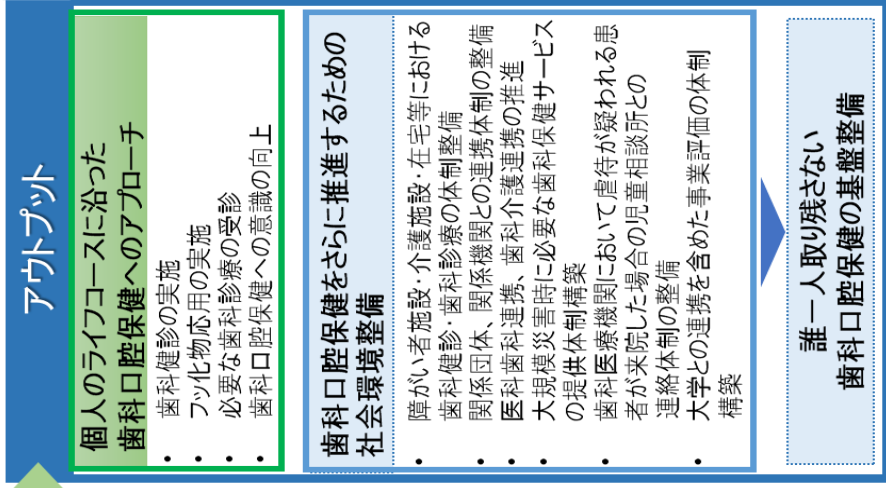 アウトプット
個人のライフコースに沿った
歯科口腔保健へのアプローチ
• 歯科健診の実施
• フッ化物応用の実施
• 必要な歯科診療の受診
• 歯科口腔保健への意識の向上
歯科口腔保健をさらに推進するための
社会環境整備
• 障がい者施設・介護施設・在宅等における
歯科健診・歯科診療の体制整備
• 関係団体、関係機関との連携体制の整備
• 医科歯科連携、歯科介護連携の推進
• 大規模災害時に必要な歯科保健サービス
の提供体制構築
• 歯科医療機関において虐待が疑われる患
者が来院した場合の児童相談所との
連絡体制の整備
• 大学との連携を含めた事業評価の体制
構築
誰一人取り残さない
歯科口腔保健の基盤整備